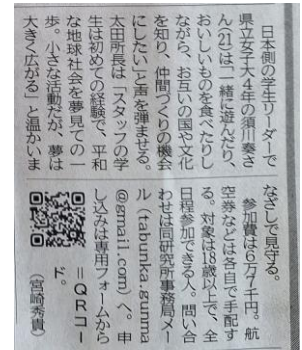 日本側の学生リーダーで
県立女子大4年の須川奏さ
ん(21)は「一緒に遊んだり、
おいしいものを食べたりし
ながら、お互いの国や文化
を知り、仲間づくりの機会
にしたい」と声を弾ませる。
太田所長は「スタッフの学
生は初めての経験で、平和
な地球社会を夢見ての一
歩。小さな活動だが、夢は
大きく広がる」と温かいま
なざしで見守る。
参加費は6万7千円。航
空券などは各自で手配す
る。対象は18歳以上で、全
日程参加できる人。問い合
わせは同研究所事務局メー
ル(tabunka.gunma
@gmail.com)へ。申
し込みは専用フォームから
=QRコー
ド。
(宮崎秀貴)